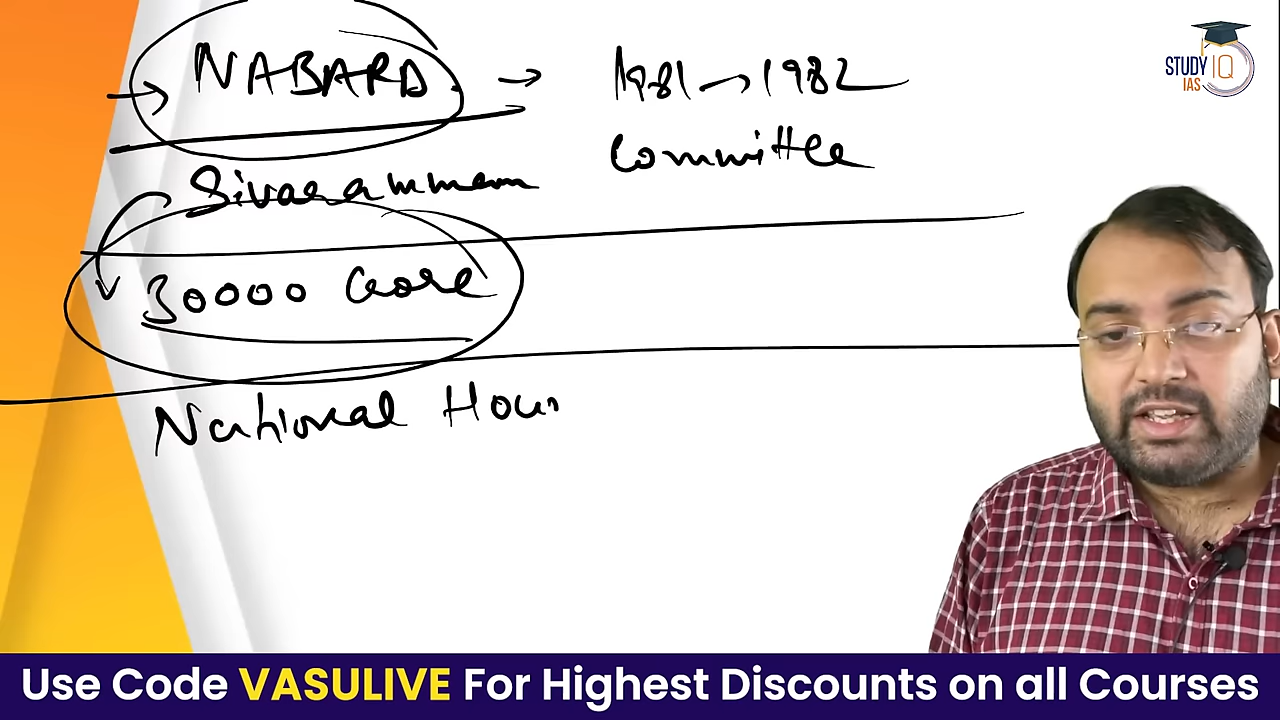 NABARD → 1981 → 1982
Committee
Sivaramman
30000 Crore
National Hou
STUDY IQ
IAS
Use Code VASULIVE For Highest Discounts on all Courses